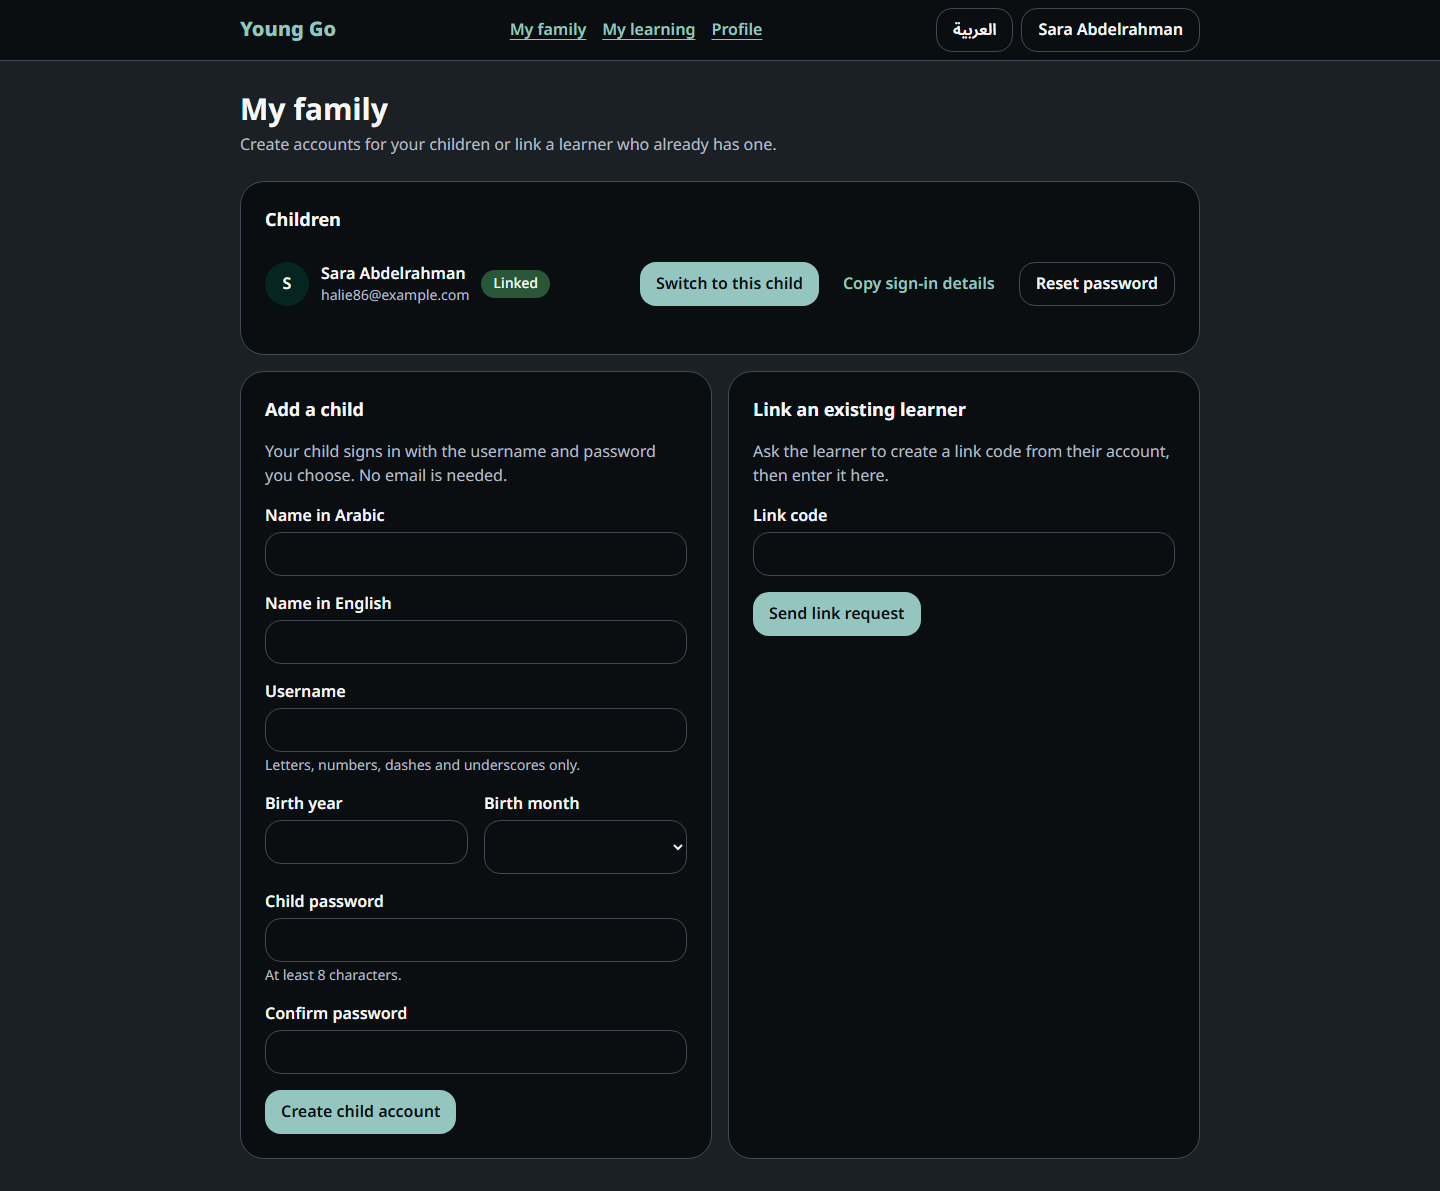 Young Go
My family
My learning
Profile
العربية
Sara Abdelrahman
My family
Create accounts for your children or link a learner who already has one.
Children
S
Sara Abdelrahman
halie86@example.com
Linked
Switch to this child
Copy sign-in details
Reset password
Add a child
Your child signs in with the username and password
you choose. No email is needed.
Name in Arabic
Name in English
Username
Letters, numbers, dashes and underscores only.
Birth year
Birth month
Child password
At least 8 characters.
Confirm password
Create child account
Link an existing learner
Ask the learner to create a link code from their account,
then enter it here.
Link code
Send link request